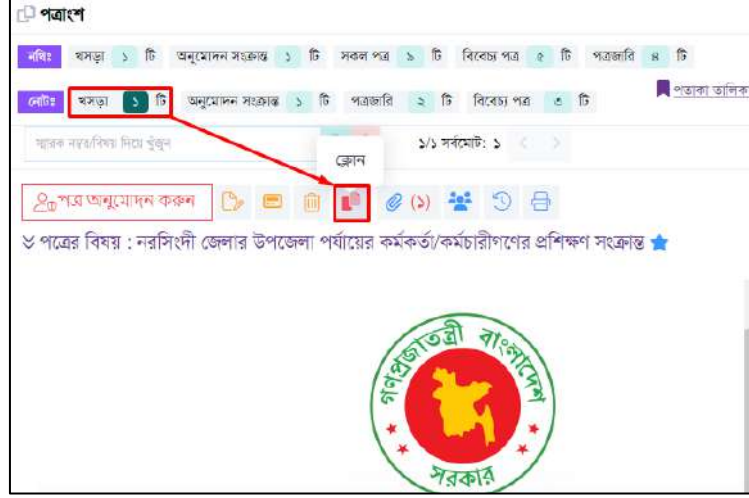 পত্রাংশ
নথিঃ খসড়া ১ টি অনুমোদন সংক্রান্ত ১ টি সকল পত্র ৯ টি বিবেচ্য পত্র ৫ টি পত্রজারি ৪ টি
নোটঃ খসড়া ১ টি অনুমোদন সংক্রান্ত ১ টি পত্রজারি ২ টি বিবেচ্য পত্র ৩ টি পতাকা তালিকা
স্মারক নম্বর/বিষয় দিয়ে খুঁজুন ১/১ সর্বমোট: ১
ক্লোন
পত্র অনুমোদন করুন (১)
পত্রের বিষয় : নরসিংদী জেলার উপজেলা পর্যায়ের কর্মকর্তা/কর্মচারীগণের প্রশিক্ষণ সংক্রান্ত
গণপ্রজাতন্ত্রী বাংলাদেশ
সরকার